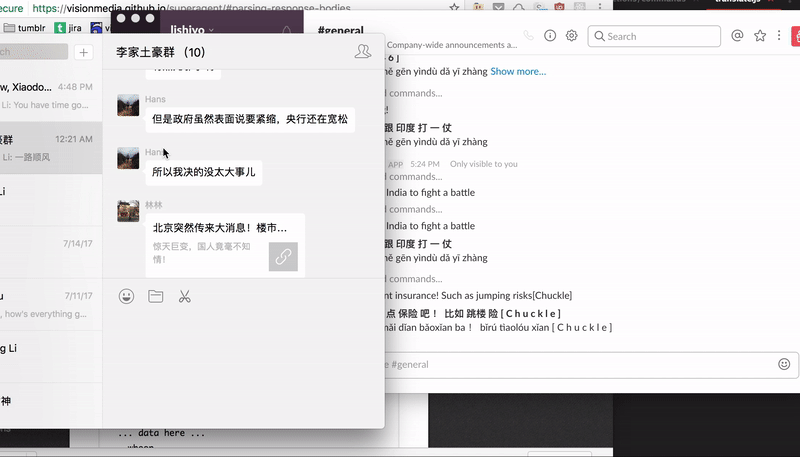 ecure
https://visionmedia.github.io/superagent/#parsing-response-bodies
tumblr
jira
+
w, Xiaodo...
4:48 PM
Li: You have time go...
豪群
12:21 AM
Li: 一路顺风
Li
7/14/17
u
7/11/17
, how's everything g...
g Li
神
lishivo
李家土豪群 (10)
Hans
但是政府虽然表面说要紧缩，央行还在宽松
Hans
所以我决的没太大事儿
林林
北京突然传来大消息！楼市...
惊天巨变，国人竟毫不知
情！
#general
Company-wide announcements a...
Search
6 ]
hě gēn yìndù dǎ yī zhàng Show more...
d commands...
跟 印度 打 一 仗
hě gēn yìndù dǎ yī zhàng
APP 5:24 PM Only visible to you
d commands...
India to fight a battle
d commands...
India to fight a battle
跟 印度 打 一 仗
hě gēn yìndù dǎ yī zhàng
d commands...
nt insurance! Such as jumping risks[Chuckle]
点 保险 吧 ！ 比如 跳楼 险 [ C h u c k l e ]
mǎi diǎn bǎoxiǎn ba ！ bǐrú tiàolóu xiǎn [ C h u c k l e ]
e #general
... data here ...